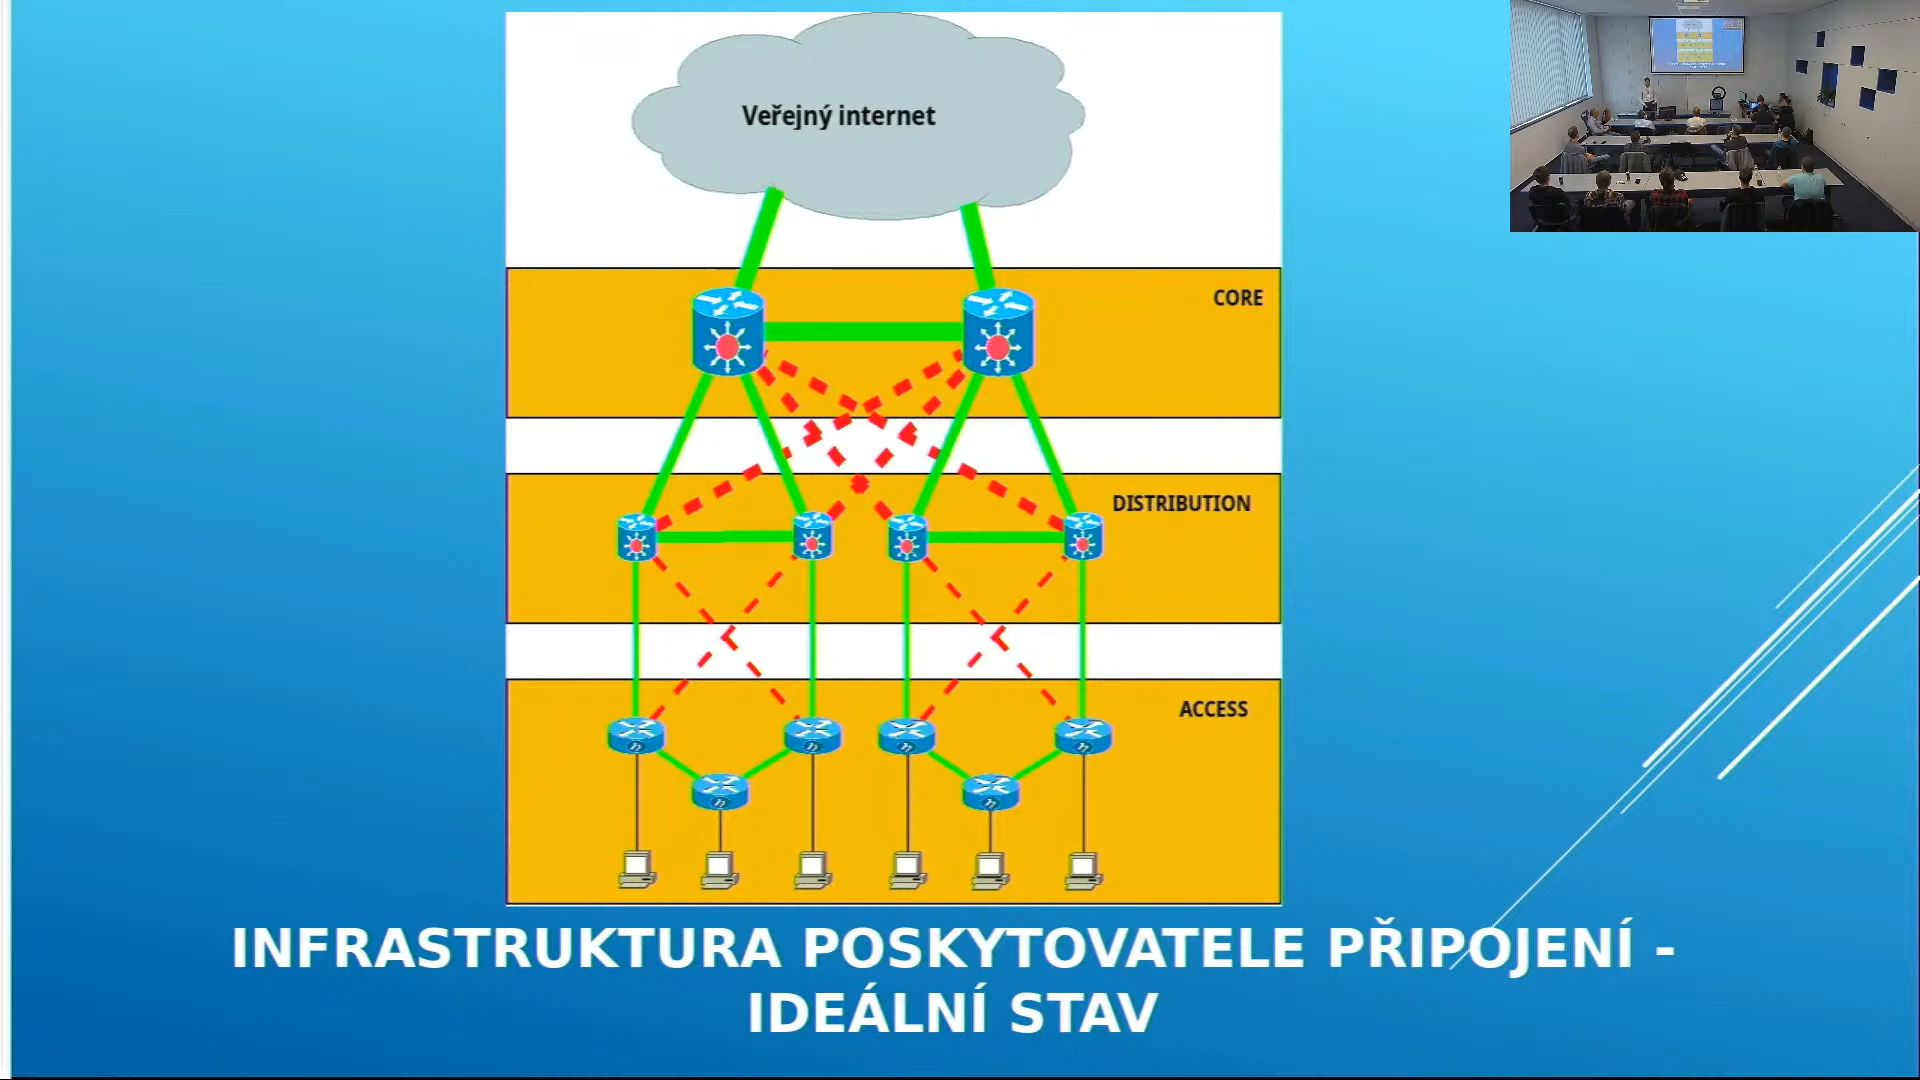 Veřejný internet
CORE
DISTRIBUTION
ACCESS
INFRASTRUKTURA POSKYTOVATELE PŘIPOJENÍ -
IDEÁLNÍ STAV